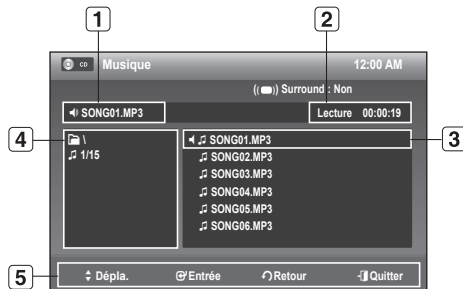 1 2
CD Musique 12:00 AM
Surround : Non
SONG01.MP3 Lecture 00:00:19
3
4
\
1/15
SONG01.MP3
SONG02.MP3
SONG03.MP3
SONG04.MP3
SONG05.MP3
SONG06.MP3
5
Dépla. Entrée Retour Quitter